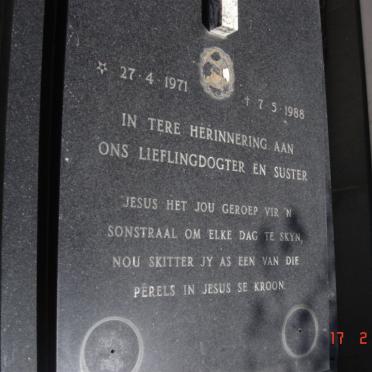 ☆ 27·4·1971
† 7·5·1988
IN TERE HERINNERING AAN
ONS LIEFLINGDOGTER EN SUSTER
"JESUS HET JOU GEROEP VIR 'N
SONSTRAAL OM ELKE DAG TE SKYN,
NOU SKITTER JY AS EEN VAN DIE
PÊRELS IN JESUS SE KROON.
17 2